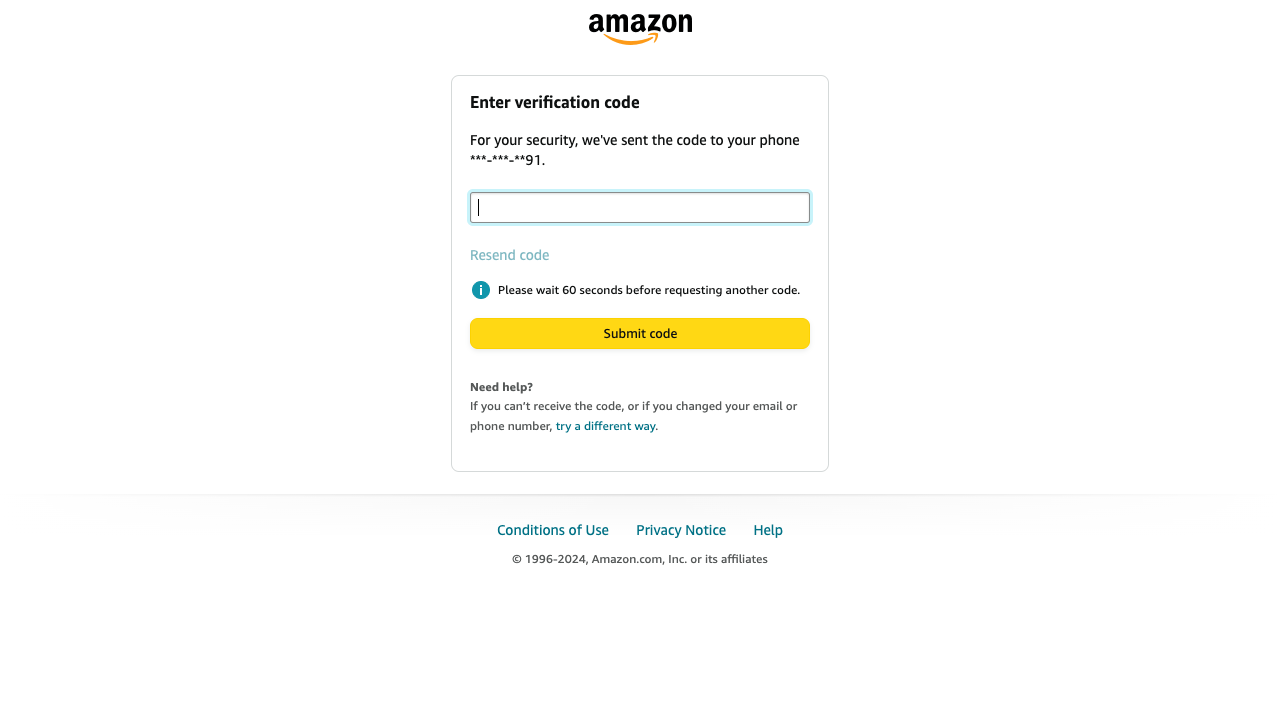 amazon
Enter verification code
For your security, we've sent the code to your phone
***-***-**91.
Resend code
i Please wait 60 seconds before requesting another code.
Submit code
Need help?
If you can't receive the code, or if you changed your email or
phone number, try a different way.
Conditions of Use Privacy Notice Help
© 1996-2024, Amazon.com, Inc. or its affiliates